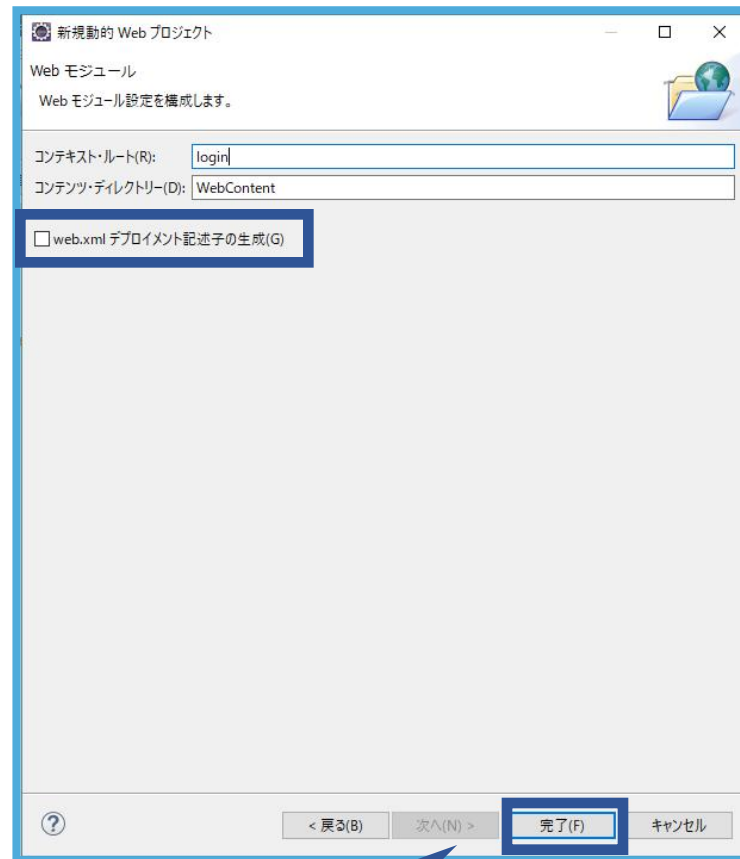 新規動的 Web プロジェクト
Web モジュール
Web モジュール設定を構成します。
コンテキスト・ルート(R): login
コンテンツ・ディレクトリー(D): WebContent
web.xml デプロイメント記述子の生成(G)
? < 戻る(B) 次へ(N) > 完了(F) キャンセル